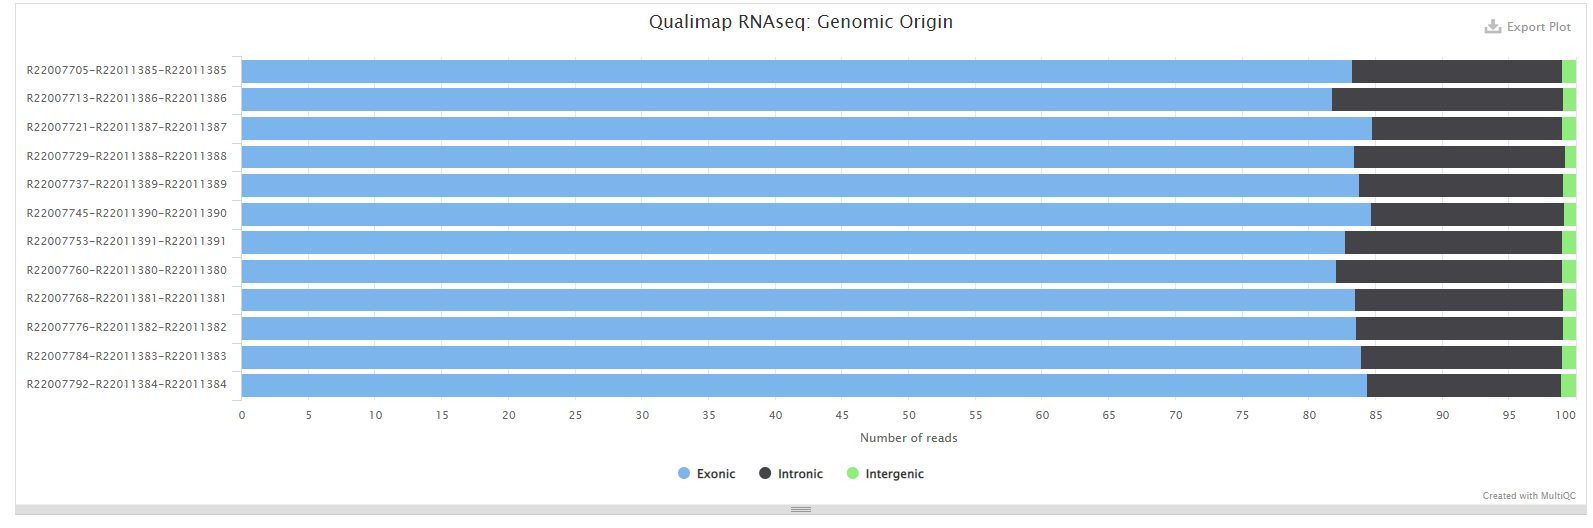 Qualimap RNAseq: Genomic Origin
Export Plot
R22007705-R22011385-R22011385
R22007713-R22011386-R22011386
R22007721-R22011387-R22011387
R22007729-R22011388-R22011388
R22007737-R22011389-R22011389
R22007745-R22011390-R22011390
R22007753-R22011391-R22011391
R22007760-R22011380-R22011380
R22007768-R22011381-R22011381
R22007776-R22011382-R22011382
R22007784-R22011383-R22011383
R22007792-R22011384-R22011384
0 5 10 15 20 25 30 35 40 45 50 55 60 65 70 75 80 85 90 95 100
Number of reads
Exonic Intronic Intergenic
Created with MultiQC